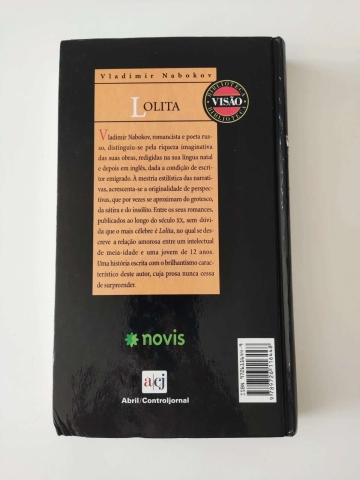 Vladimir Nabokov
LOLITA
BIBLIOTECA
VISÃO
BIBLIOTECA
Vladimir Nabokov, romancista e poeta rus-
so, distinguiu-se pela riqueza imaginativa
das suas obras, redigidas na sua língua natal
e depois em inglês, dada a condição de escri-
tor emigrado. À mestria estilística das narrati-
vas, acrescenta-se a originalidade de perspec-
tivas, que por vezes se aproximam do grotesco,
da sátira e do insólito. Entre os seus romances,
publicados ao longo do século XX, sem dúvi-
da que o mais célebre é Lolita, no qual se des-
creve a relação amorosa entre um intelectual
de meia-idade e uma jovem de 12 anos.
Uma história escrita com o brilhantismo carac-
terístico deste autor, cuja prosa nunca cessa
de surpreender.
novis
a/cj
Abril/Controljornal